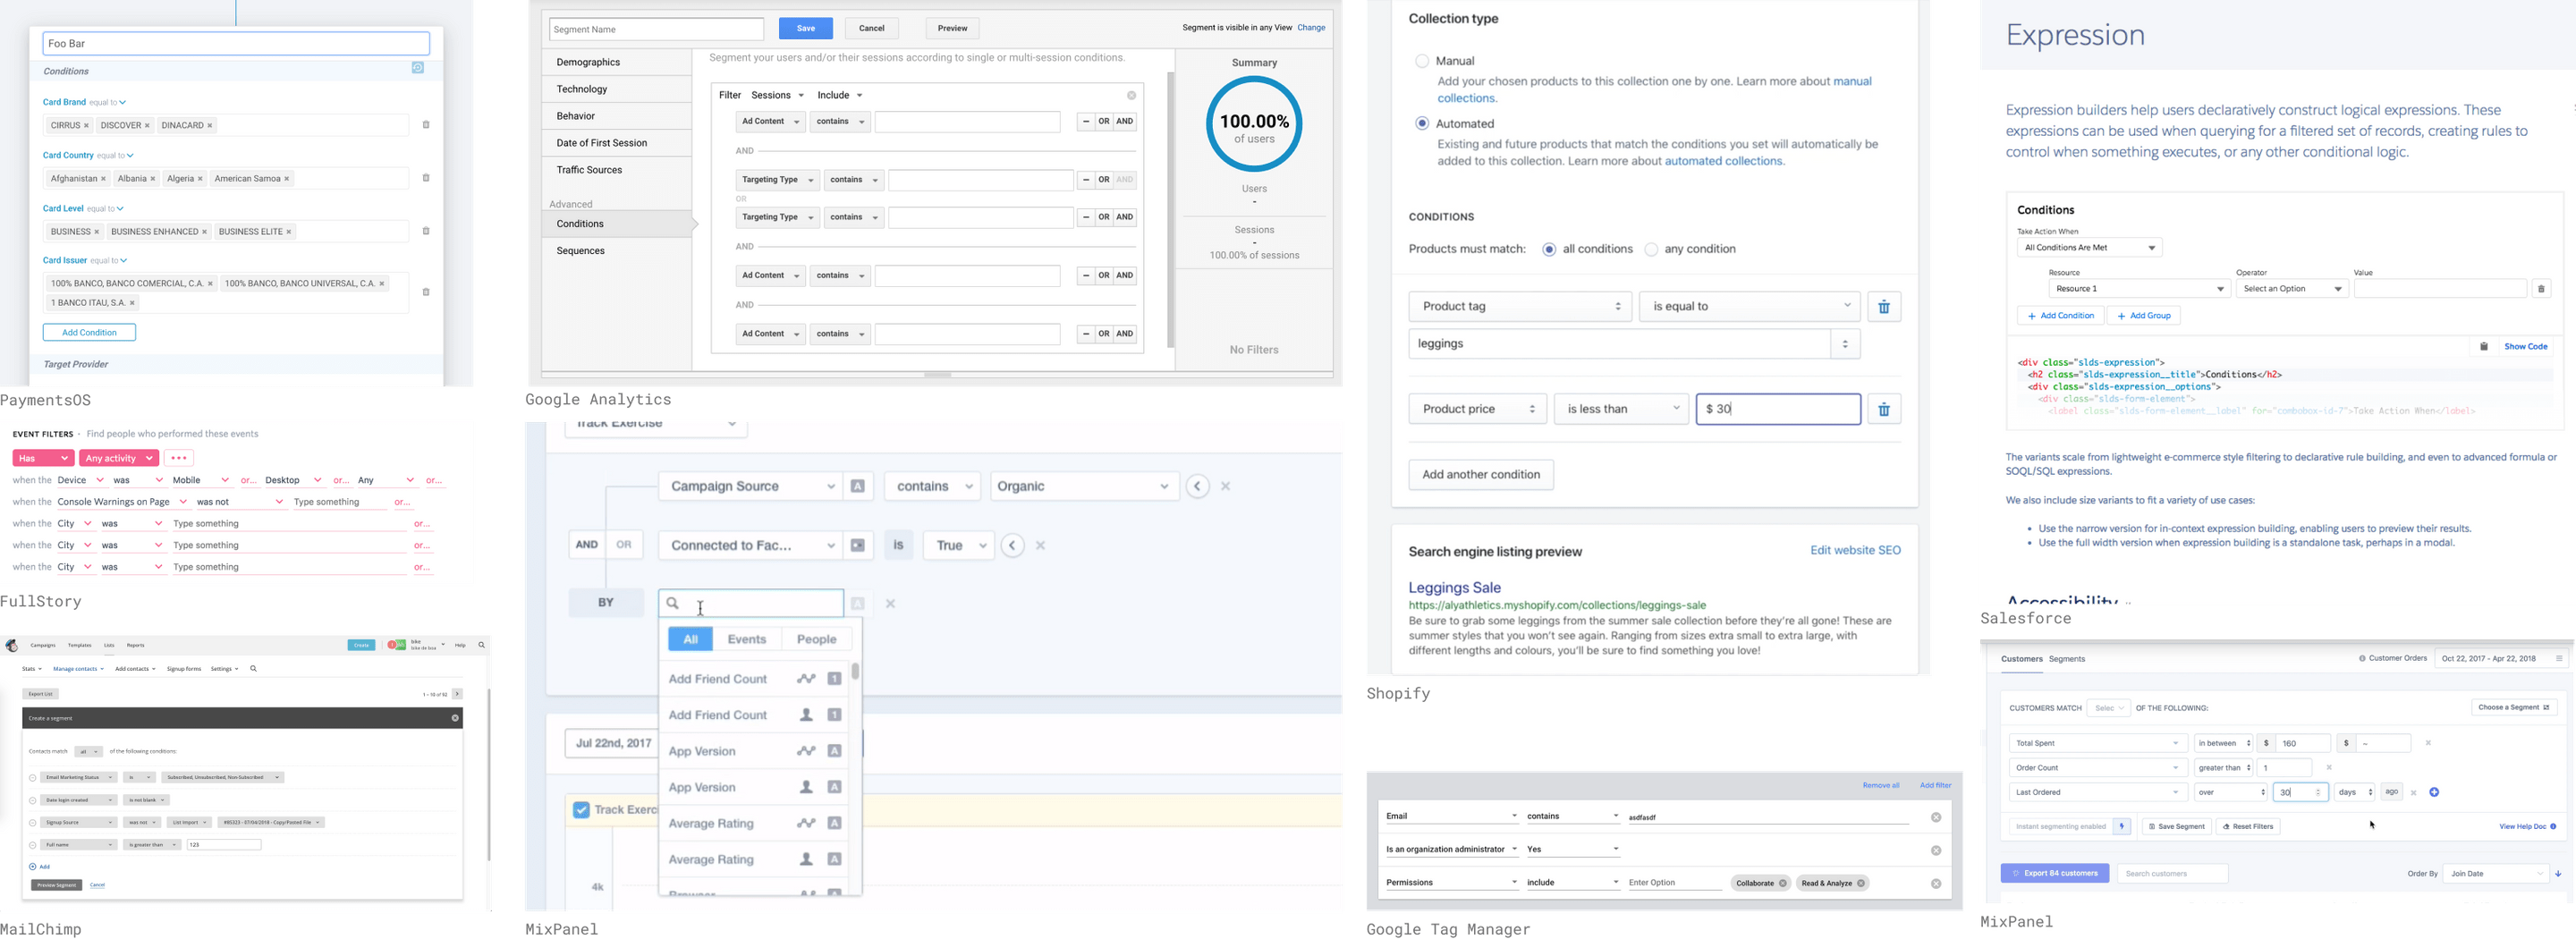 Foo Bar
Conditions
Card Brand equal to
CIRRUS × DISCOVER × DINACARD ×
Card Country equal to
Afghanistan × Albania × Algeria × American Samoa ×
Card Level equal to
BUSINESS × BUSINESS ENHANCED × BUSINESS ELITE ×
Card Issuer equal to
100% BANCO, BANCO COMERCIAL, C.A. × 100% BANCO, BANCO UNIVERSAL, C.A. ×
1 BANCO ITAU, S.A. ×
Add Condition
Target Provider
PaymentsOS
Segment Name Save Cancel Preview Segment is visible in any View Change
Demographics
Technology
Behavior
Date of First Session
Traffic Sources
Advanced
Conditions
Sequences
Segment your users and/or their sessions according to single or multi-session conditions.
Filter Sessions Include
Ad Content contains – OR AND
AND
Targeting Type contains – OR AND
OR
Targeting Type contains – OR AND
AND
Ad Content contains – OR AND
AND
Ad Content contains – OR AND
Summary
100.00%
of users
Users
-
Sessions
-
100.00% of sessions
No Filters
Google Analytics
EVENT FILTERS · Find people who performed these events
Has Any activity •••
when the Device was Mobile or... Desktop or... Any or...
when the Console Warnings on Page was not Type something or...
when the City was Type something or...
when the City was Type something or...
when the City was Type something or...
FullStory
Campaigns Templates Lists Reports Create Help
Stats Manage contacts Add contacts Signup forms Settings
Export List
Create a segment
Contacts match all of the following conditions:
Email Marketing Status is Subscribed, Unsubscribed, Non-Subscribed
Date login created is not blank
Signup Source was not List Import
Full name is greater than 123
Add
Preview Segment Cancel
MailChimp
Track Exercise
Campaign Source A contains Organic
AND OR Connected to Fac... is True
BY
All Events People
Add Friend Count 1
Add Friend Count 1
App Version A
App Version A
Average Rating A
Average Rating A
Browser
Jul 22nd, 2017
Track Exerc
4k
MixPanel
Collection type
Manual
Add your chosen products to this collection one by one. Learn more about manual
collections.
Automated
Existing and future products that match the conditions you set will automatically be
added to this collection. Learn more about automated collections.
CONDITIONS
Products must match: all conditions any condition
Product tag is equal to
leggings
Product price is less than $ 30
Add another condition
Search engine listing preview Edit website SEO
Leggings Sale
https://alyathletics.myshopify.com/collections/leggings-sale
Be sure to grab some leggings from the summer sale collection before they're all gone! These are
summer styles that you won't see again. Ranging from sizes extra small to extra large, with
different lengths and colours, you'll be sure to find something you love!
Shopify
Remove all Add filter
Email contains asdfasdf
Is an organization administrator Yes
Permissions include Enter Option Collaborate Read & Analyze
Google Tag Manager
Expression
Expression builders help users declaratively construct logical expressions. These
expressions can be used when querying for a filtered set of records, creating rules to
control when something executes, or any other conditional logic.
Conditions
Take Action When
All Conditions Are Met
Resource Operator Value
Resource 1 Select an Option
+ Add Condition + Add Group
Show Code
<div class="slds-expression">
<h2 class="slds-expression__title">Conditions</h2>
<div class="slds-expression__options">
<div class="slds-form-element">
<label class="slds-form-element__label" for="combobox-id-7">Take Action When</label>
The variants scale from lightweight e-commerce style filtering to declarative rule building, and even to advanced formula or
SOQL/SQL expressions.
We also include size variants to fit a variety of use cases:
• Use the narrow version for in-context expression building, enabling users to preview their results.
• Use the full width version when expression building is a standalone task, perhaps in a modal.
Accessibility
Salesforce
Customers Segments Customer Orders Oct 22, 2017 - Apr 22, 2018
CUSTOMERS MATCH Selec OF THE FOLLOWING: Choose a Segment
Total Spent in between $ 160 $ ~
Order Count greater than 1
Last Ordered over 30 days ago
Instant segmenting enabled Save Segment Reset Filters View Help Doc
Export 84 customers Search customers Order By Join Date
MixPanel